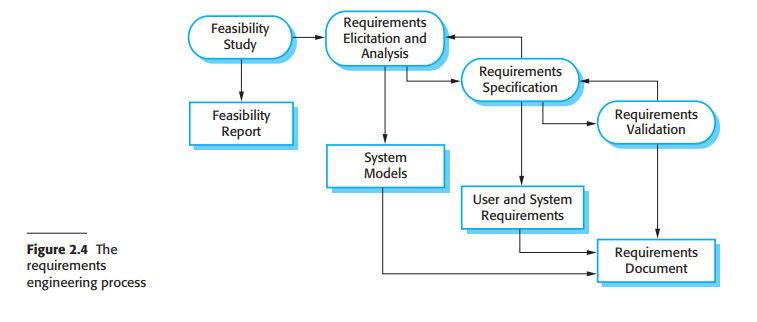 Feasibility
Study
Requirements
Elicitation and
Analysis
Requirements
Specification
Requirements
Validation
Feasibility
Report
System
Models
User and System
Requirements
Requirements
Document
Figure 2.4 The
requirements
engineering process